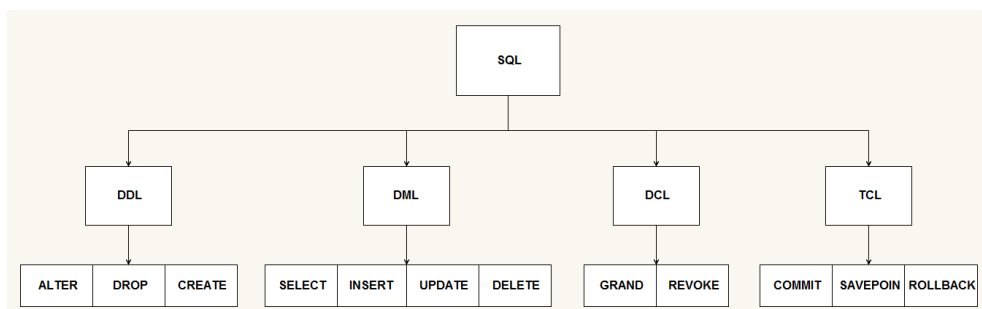 SQL
DDL DML DCL TCL
ALTER DROP CREATE SELECT INSERT UPDATE DELETE GRAND REVOKE COMMIT SAVEPOIN ROLLBACK